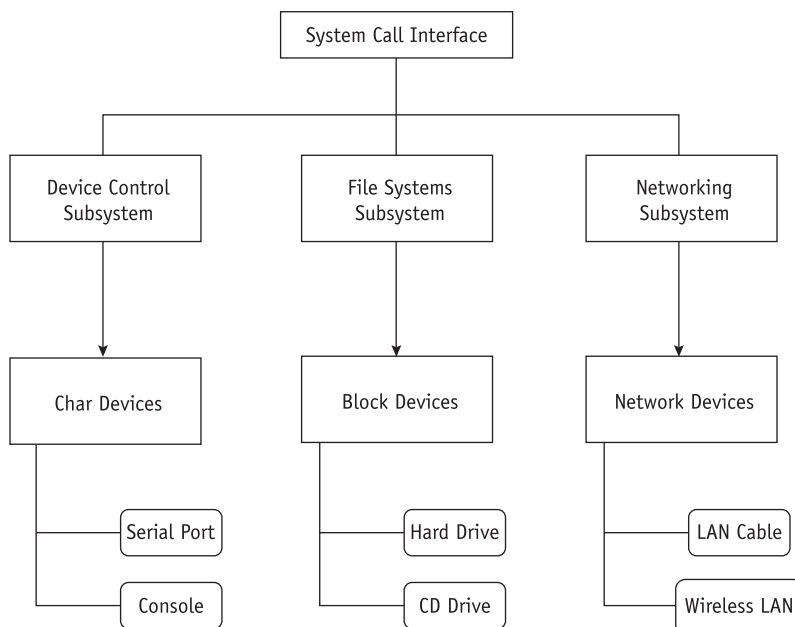 System Call Interface
Device Control
Subsystem
File Systems
Subsystem
Networking
Subsystem
Char Devices
Block Devices
Network Devices
Serial Port
Hard Drive
LAN Cable
Console
CD Drive
Wireless LAN